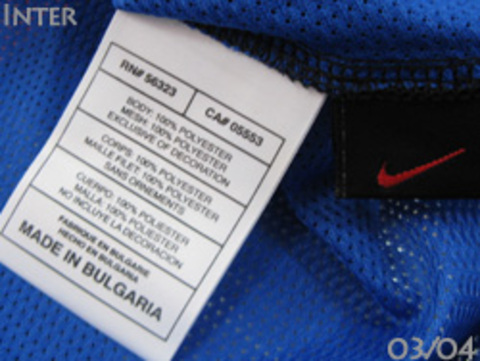 INTER
RN# 56323
CA# 05553
BODY: 100% POLYESTER
MESH: 100% POLYESTER
EXCLUSIVE OF DECORATION
CORPS: 100% POLYESTER
MAILLE FILET: 100% POLYESTER
SANS ORNEMENTS
CUERPO: 100% POLIESTER
MALLA: 100% POLIESTER
NO INCLUYE LA DECORACION
FABRIQUE EN BULGARIE
HECHO EN BULGARIA
MADE IN BULGARIA
03/04